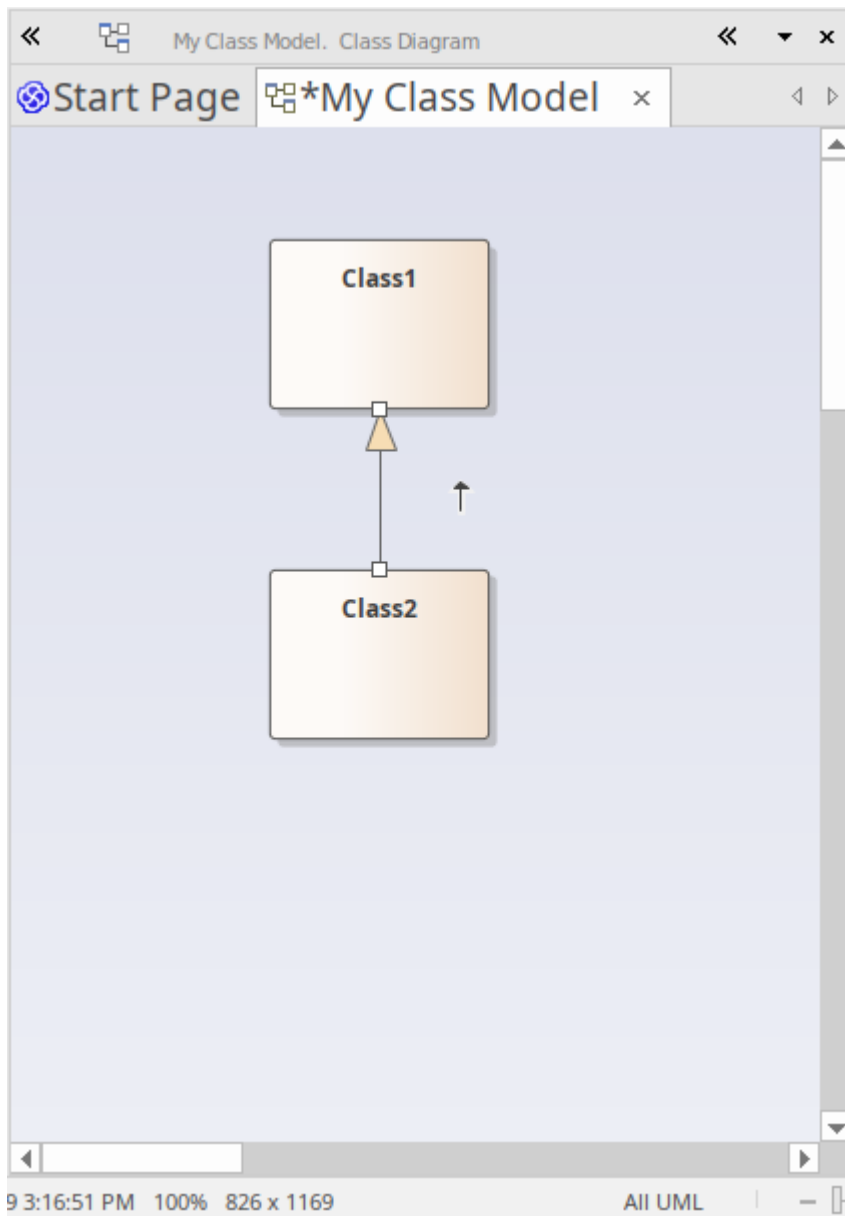 My Class Model. Class Diagram
Start Page *My Class Model
Class1
Class2
9 3:16:51 PM 100% 826 x 1169 All UML